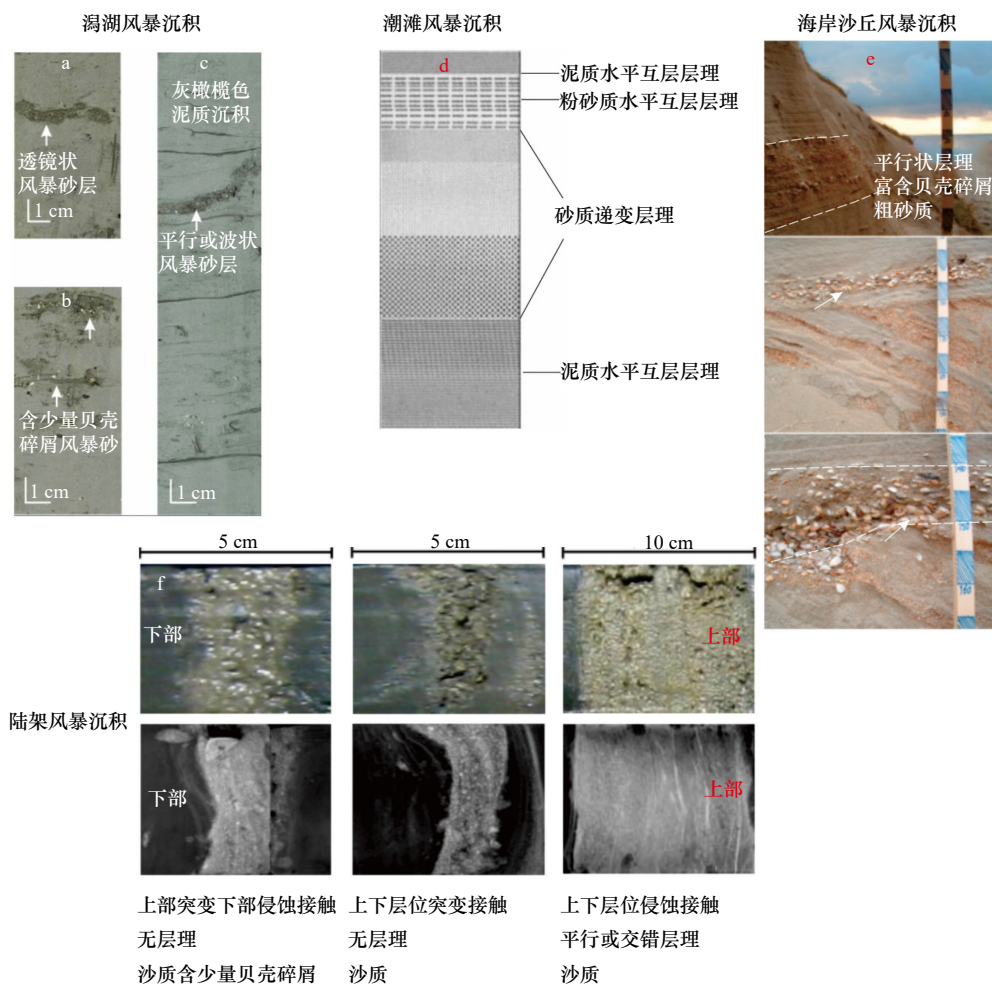 潟湖风暴沉积
潮滩风暴沉积
海岸沙丘风暴沉积
a
透镜状
风暴砂层
1 cm
b
含少量贝壳
碎屑风暴砂
1 cm
c
灰橄榄色
泥质沉积
平行或波状
风暴砂层
1 cm
d
泥质水平互层层理
粉砂质水平互层层理
砂质递变层理
泥质水平互层层理
e
平行状层理
富含贝壳碎屑
粗砂质
160
5 cm
5 cm
10 cm
f
下部
上部
陆架风暴沉积
下部
上部
上部突变下部侵蚀接触
无层理
沙质含少量贝壳碎屑
上下层位突变接触
无层理
沙质
上下层位侵蚀接触
平行或交错层理
沙质